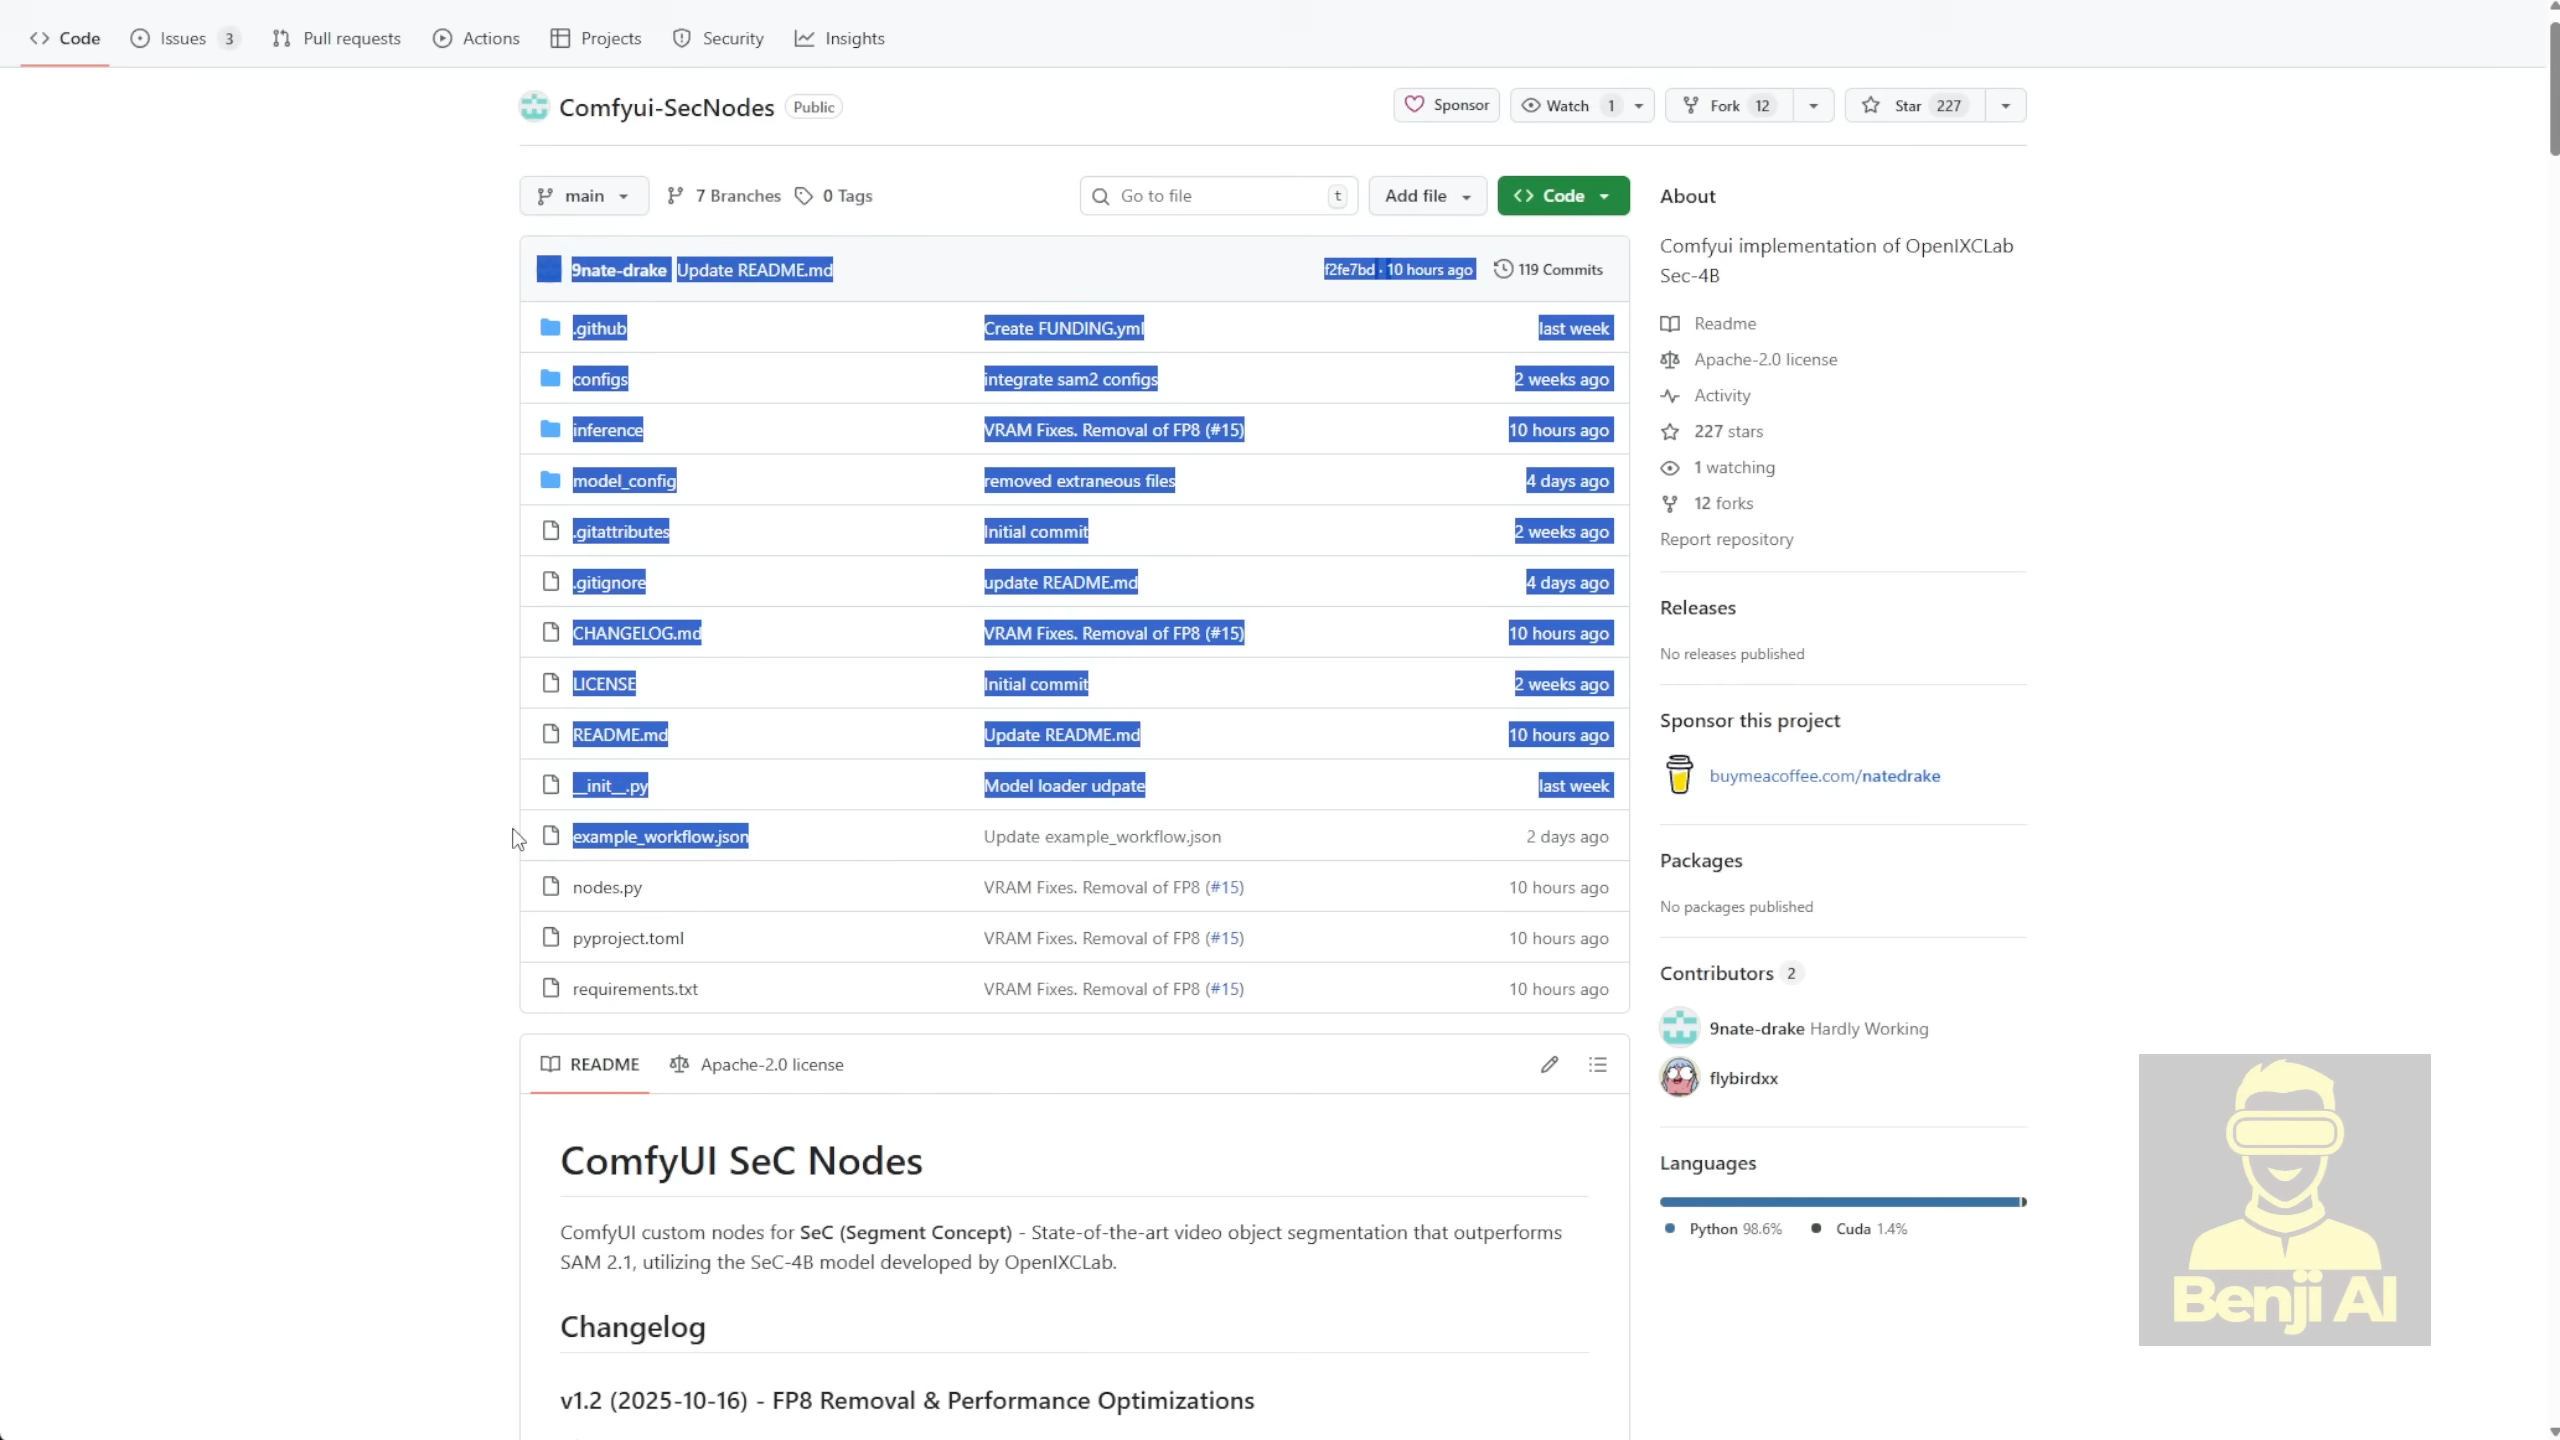 Code Issues 3 Pull requests Actions Projects Security Insights
Comfyui-SecNodes Public
Sponsor Watch 1 Fork 12 Star 227
main 7 Branches 0 Tags Go to file t Add file Code
9nate-drake Update README.md f2fe7bd · 10 hours ago 119 Commits
.github Create FUNDING.yml last week
configs integrate sam2 configs 2 weeks ago
inference VRAM Fixes. Removal of FP8 (#15) 10 hours ago
model_config removed extraneous files 4 days ago
.gitattributes Initial commit 2 weeks ago
.gitignore update README.md 4 days ago
CHANGELOG.md VRAM Fixes. Removal of FP8 (#15) 10 hours ago
LICENSE Initial commit 2 weeks ago
README.md Update README.md 10 hours ago
__init__.py Model loader udpate last week
example_workflow.json Update example_workflow.json 2 days ago
nodes.py VRAM Fixes. Removal of FP8 (#15) 10 hours ago
pyproject.toml VRAM Fixes. Removal of FP8 (#15) 10 hours ago
requirements.txt VRAM Fixes. Removal of FP8 (#15) 10 hours ago
README Apache-2.0 license
ComfyUI SeC Nodes
ComfyUI custom nodes for SeC (Segment Concept) - State-of-the-art video object segmentation that outperforms
SAM 2.1, utilizing the SeC-4B model developed by OpenIXCLab.
Changelog
v1.2 (2025-10-16) - FP8 Removal & Performance Optimizations
About
Comfyui implementation of OpenIXCLab
Sec-4B
Readme
Apache-2.0 license
Activity
227 stars
1 watching
12 forks
Report repository
Releases
No releases published
Sponsor this project
buymeacoffee.com/natedrake
Packages
No packages published
Contributors 2
9nate-drake Hardly Working
flybirdxx
Languages
Python 98.6% Cuda 1.4%
Benji AI